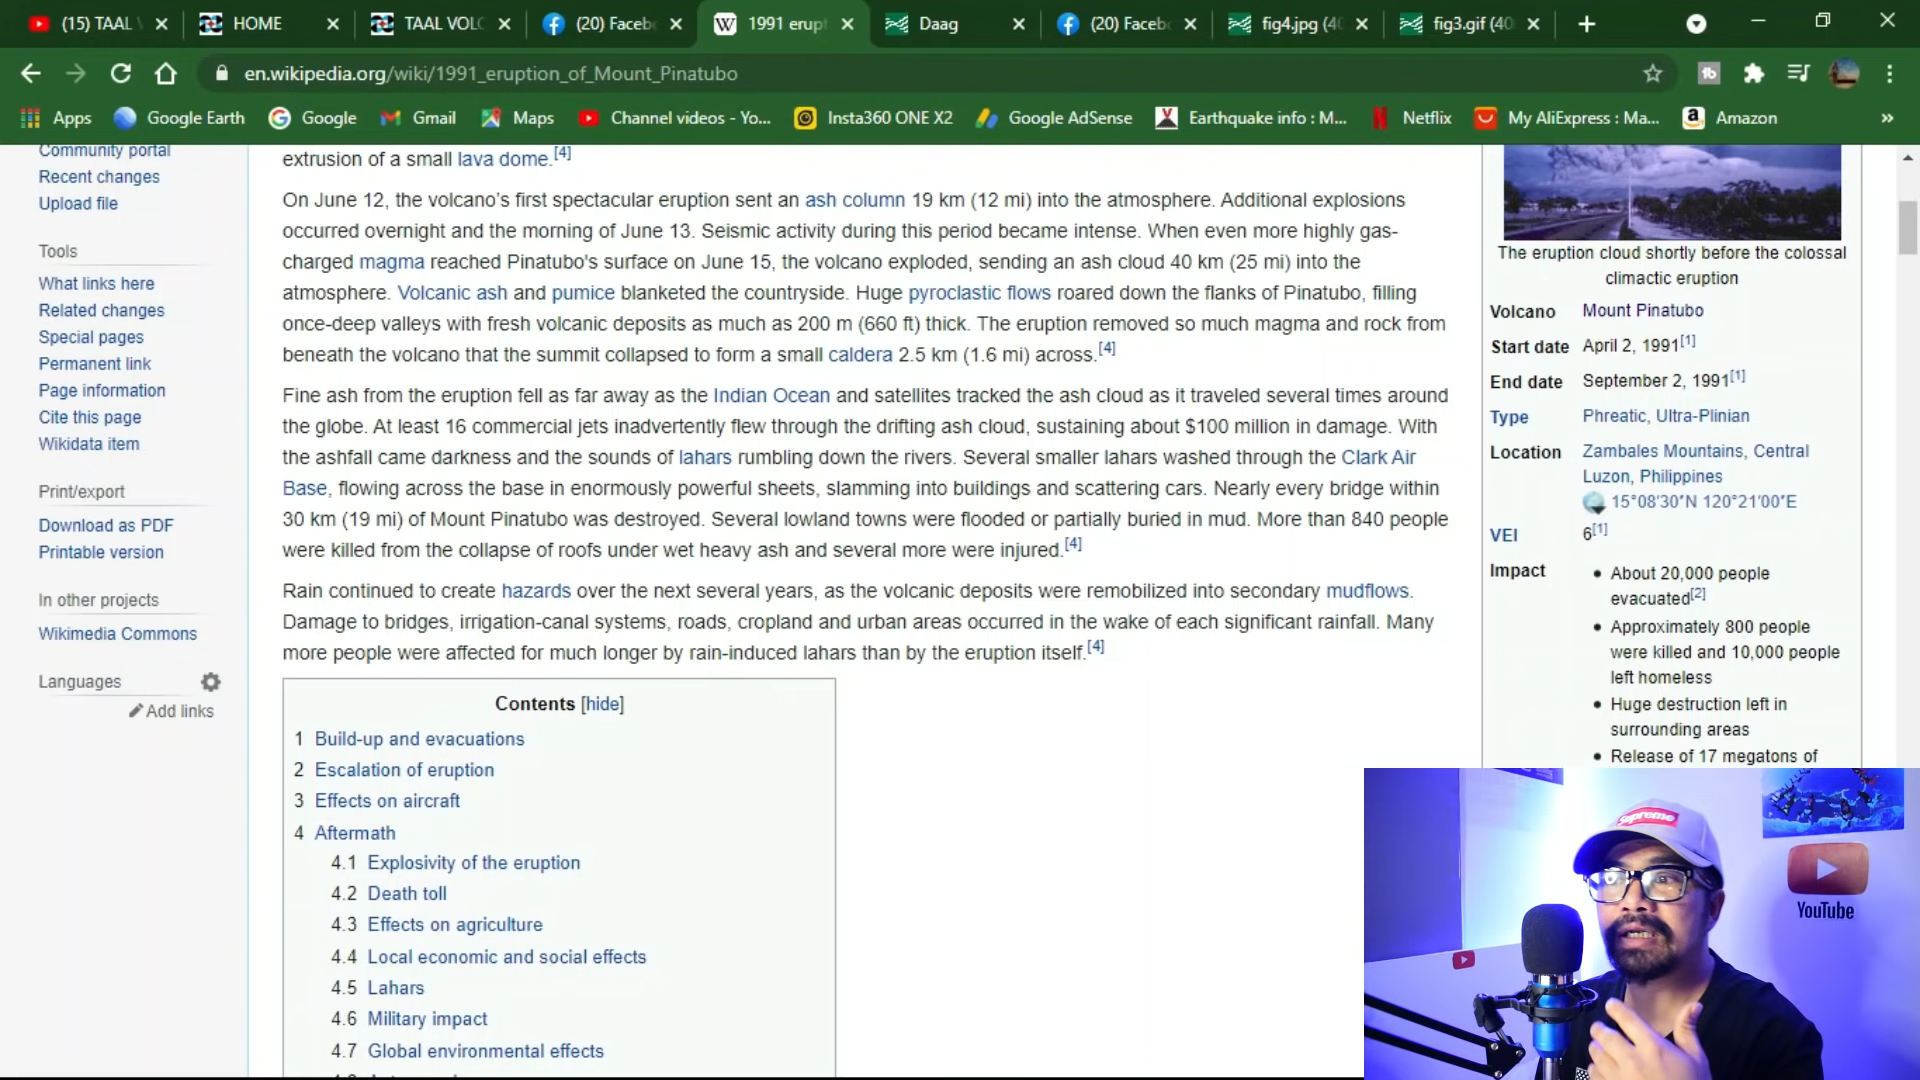 (15) TAAL
HOME
TAAL VOLC
(20) Faceb
1991 erupt
Daag
(20) Faceb
fig4.jpg (40
fig3.gif (40
en.wikipedia.org/wiki/1991_eruption_of_Mount_Pinatubo
Apps
Google Earth
Google
Gmail
Maps
Channel videos - Yo...
Insta360 ONE X2
Google AdSense
Earthquake info : M...
Netflix
My AliExpress : Ma...
Amazon
»
Community portal
Recent changes
Upload file
Tools
What links here
Related changes
Special pages
Permanent link
Page information
Cite this page
Wikidata item
Print/export
Download as PDF
Printable version
In other projects
Wikimedia Commons
Languages
Add links
extrusion of a small lava dome.[4]
On June 12, the volcano's first spectacular eruption sent an ash column 19 km (12 mi) into the atmosphere. Additional explosions
occurred overnight and the morning of June 13. Seismic activity during this period became intense. When even more highly gas-
charged magma reached Pinatubo's surface on June 15, the volcano exploded, sending an ash cloud 40 km (25 mi) into the
atmosphere. Volcanic ash and pumice blanketed the countryside. Huge pyroclastic flows roared down the flanks of Pinatubo, filling
once-deep valleys with fresh volcanic deposits as much as 200 m (660 ft) thick. The eruption removed so much magma and rock from
beneath the volcano that the summit collapsed to form a small caldera 2.5 km (1.6 mi) across.[4]
Fine ash from the eruption fell as far away as the Indian Ocean and satellites tracked the ash cloud as it traveled several times around
the globe. At least 16 commercial jets inadvertently flew through the drifting ash cloud, sustaining about $100 million in damage. With
the ashfall came darkness and the sounds of lahars rumbling down the rivers. Several smaller lahars washed through the Clark Air
Base, flowing across the base in enormously powerful sheets, slamming into buildings and scattering cars. Nearly every bridge within
30 km (19 mi) of Mount Pinatubo was destroyed. Several lowland towns were flooded or partially buried in mud. More than 840 people
were killed from the collapse of roofs under wet heavy ash and several more were injured.[4]
Rain continued to create hazards over the next several years, as the volcanic deposits were remobilized into secondary mudflows.
Damage to bridges, irrigation-canal systems, roads, cropland and urban areas occurred in the wake of each significant rainfall. Many
more people were affected for much longer by rain-induced lahars than by the eruption itself.[4]
Contents [hide]
1 Build-up and evacuations
2 Escalation of eruption
3 Effects on aircraft
4 Aftermath
4.1 Explosivity of the eruption
4.2 Death toll
4.3 Effects on agriculture
4.4 Local economic and social effects
4.5 Lahars
4.6 Military impact
4.7 Global environmental effects
The eruption cloud shortly before the colossal
climactic eruption
Volcano Mount Pinatubo
Start date April 2, 1991[1]
End date September 2, 1991[1]
Type Phreatic, Ultra-Plinian
Location Zambales Mountains, Central
Luzon, Philippines
15°08′30″N 120°21′00″E
VEI 6[1]
Impact • About 20,000 people
evacuated[2]
• Approximately 800 people
were killed and 10,000 people
left homeless
• Huge destruction left in
surrounding areas
• Release of 17 megatons of
Supreme
YouTube